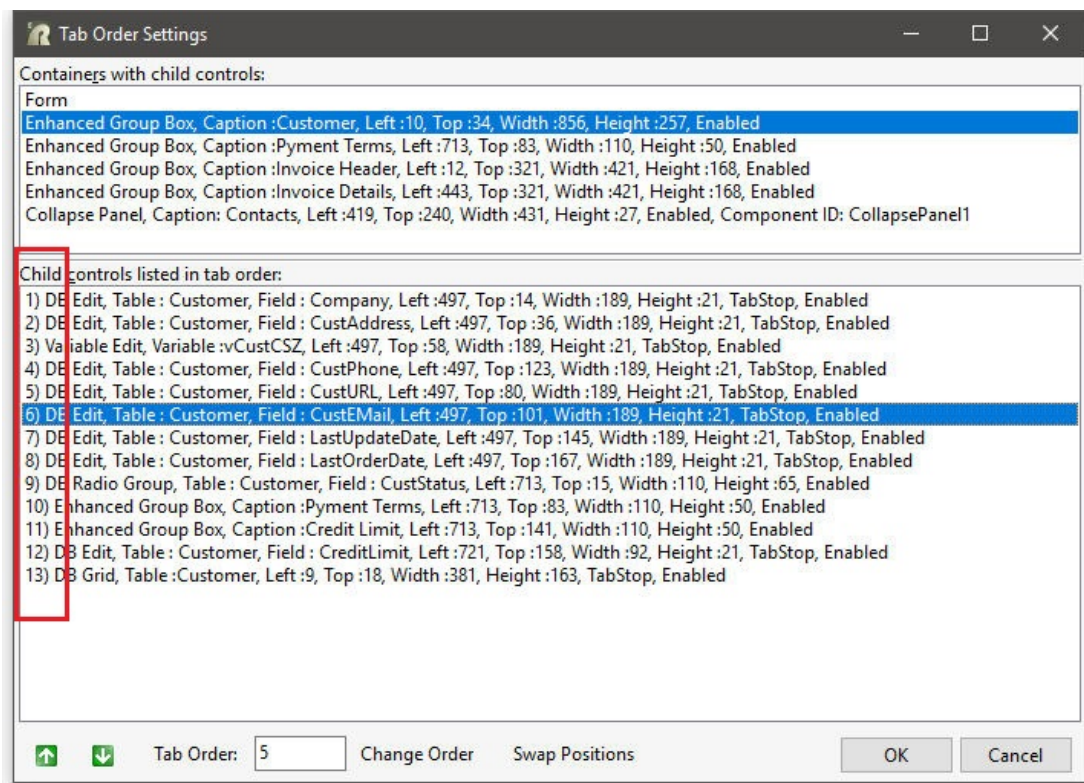 Tab Order Settings
Containers with child controls:
Form
Enhanced Group Box, Caption :Customer, Left :10, Top :34, Width :856, Height :257, Enabled
Enhanced Group Box, Caption :Pyment Terms, Left :713, Top :83, Width :110, Height :50, Enabled
Enhanced Group Box, Caption :Invoice Header, Left :12, Top :321, Width :421, Height :168, Enabled
Enhanced Group Box, Caption :Invoice Details, Left :443, Top :321, Width :421, Height :168, Enabled
Collapse Panel, Caption: Contacts, Left :419, Top :240, Width :431, Height :27, Enabled, Component ID: CollapsePanel1
Child controls listed in tab order:
1) DB Edit, Table : Customer, Field : Company, Left :497, Top :14, Width :189, Height :21, TabStop, Enabled
2) DB Edit, Table : Customer, Field : CustAddress, Left :497, Top :36, Width :189, Height :21, TabStop, Enabled
3) Variable Edit, Variable :vCustCSZ, Left :497, Top :58, Width :189, Height :21, TabStop, Enabled
4) DB Edit, Table : Customer, Field : CustPhone, Left :497, Top :123, Width :189, Height :21, TabStop, Enabled
5) DB Edit, Table : Customer, Field : CustURL, Left :497, Top :80, Width :189, Height :21, TabStop, Enabled
6) DB Edit, Table : Customer, Field : CustEMail, Left :497, Top :101, Width :189, Height :21, TabStop, Enabled
7) DB Edit, Table : Customer, Field : LastUpdateDate, Left :497, Top :145, Width :189, Height :21, TabStop, Enabled
8) DB Edit, Table : Customer, Field : LastOrderDate, Left :497, Top :167, Width :189, Height :21, TabStop, Enabled
9) DB Radio Group, Table : Customer, Field : CustStatus, Left :713, Top :15, Width :110, Height :65, Enabled
10) Enhanced Group Box, Caption :Pyment Terms, Left :713, Top :83, Width :110, Height :50, Enabled
11) Enhanced Group Box, Caption :Credit Limit, Left :713, Top :141, Width :110, Height :50, Enabled
12) DB Edit, Table : Customer, Field : CreditLimit, Left :721, Top :158, Width :92, Height :21, TabStop, Enabled
13) DB Grid, Table :Customer, Left :9, Top :18, Width :381, Height :163, TabStop, Enabled
Tab Order: 5 Change Order Swap Positions OK Cancel